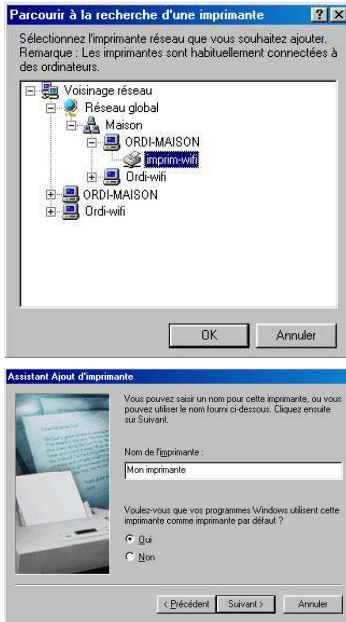 Parcourir à la recherche d'une imprimante
Sélectionnez l'imprimante réseau que vous souhaitez ajouter.
Remarque : Les imprimantes sont habituellement connectées à
des ordinateurs.
Voisinage réseau
Réseau global
Maison
ORDI-MAISON
imprim-wifi
Ordi-wifi
ORDI-MAISON
Ordi-wifi
OK
Annuler
Assistant Ajout d'imprimante
Vous pouvez saisir un nom pour cette imprimante, ou vous
pouvez utiliser le nom fourni ci-dessous. Cliquez ensuite
sur Suivant.
Nom de l'imprimante :
Mon imprimante
Voulez-vous que vos programmes Windows utilisent cette
imprimante comme imprimante par défaut ?
Oui
Non
< Précédent
Suivant >
Annuler